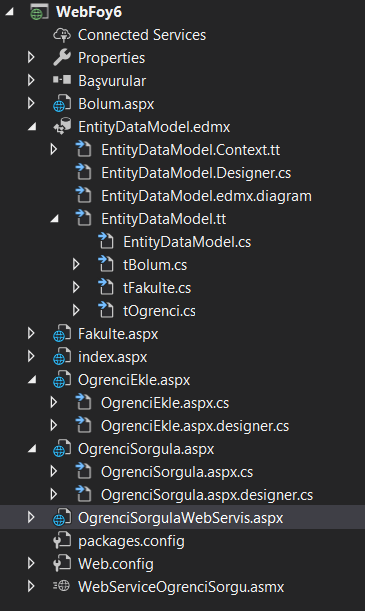 WebFoy6
Connected Services
Properties
Başvurular
Bolum.aspx
EntityDataModel.edmx
EntityDataModel.Context.tt
EntityDataModel.Designer.cs
EntityDataModel.edmx.diagram
EntityDataModel.tt
EntityDataModel.cs
tBolum.cs
tFakulte.cs
tOgrenci.cs
Fakulte.aspx
index.aspx
OgrenciEkle.aspx
OgrenciEkle.aspx.cs
OgrenciEkle.aspx.designer.cs
OgrenciSorgula.aspx
OgrenciSorgula.aspx.cs
OgrenciSorgula.aspx.designer.cs
OgrenciSorgulaWebServis.aspx
packages.config
Web.config
WebServiceOgrenciSorgu.asmx